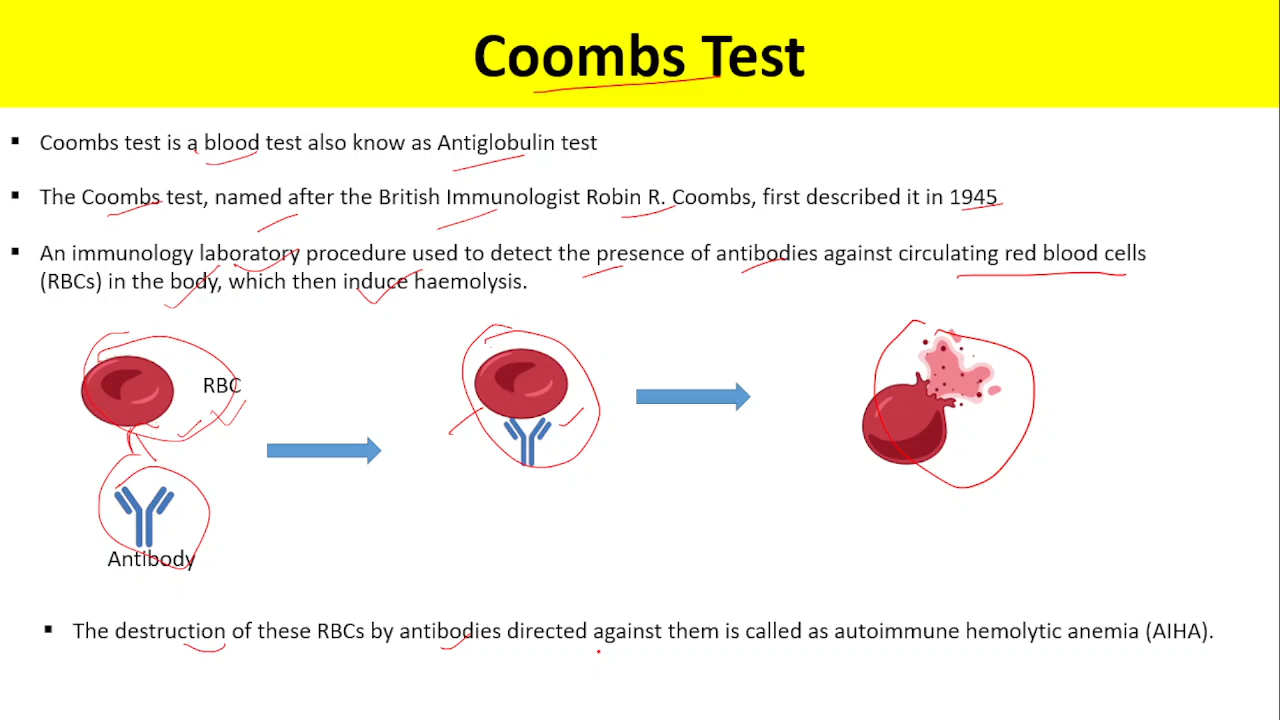 Coombs Test
▪ Coombs test is a blood test also know as Antiglobulin test
▪ The Coombs test, named after the British Immunologist Robin R. Coombs, first described it in 1945
▪ An immunology laboratory procedure used to detect the presence of antibodies against circulating red blood cells
(RBCs) in the body, which then induce haemolysis.
RBC
Antibody
▪ The destruction of these RBCs by antibodies directed against them is called as autoimmune hemolytic anemia (AIHA).